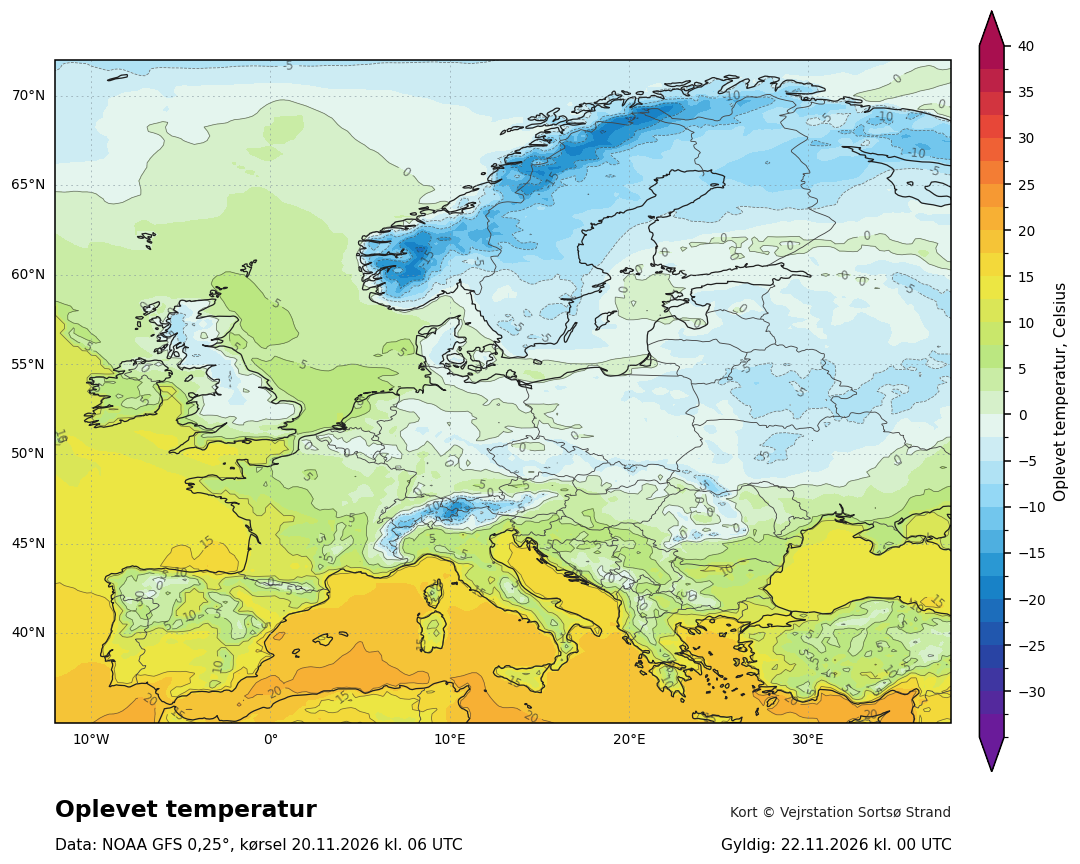 40
35
30
25
20
15
10
5
0
−5
−10
−15
−20
−25
−30
Oplevet temperatur, Celsius
70°N
65°N
60°N
55°N
50°N
45°N
40°N
10°W
0°
10°E
20°E
30°E
Oplevet temperatur
Kort © Vejrstation Sortsø Strand
Data: NOAA GFS 0,25°, kørsel 20.11.2026 kl. 06 UTC
Gyldig: 22.11.2026 kl. 00 UTC